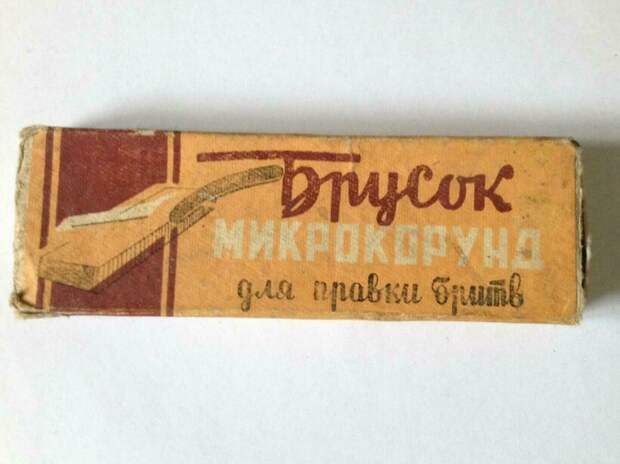 Брусок
МИКРОКОРУНД
для правки бритв